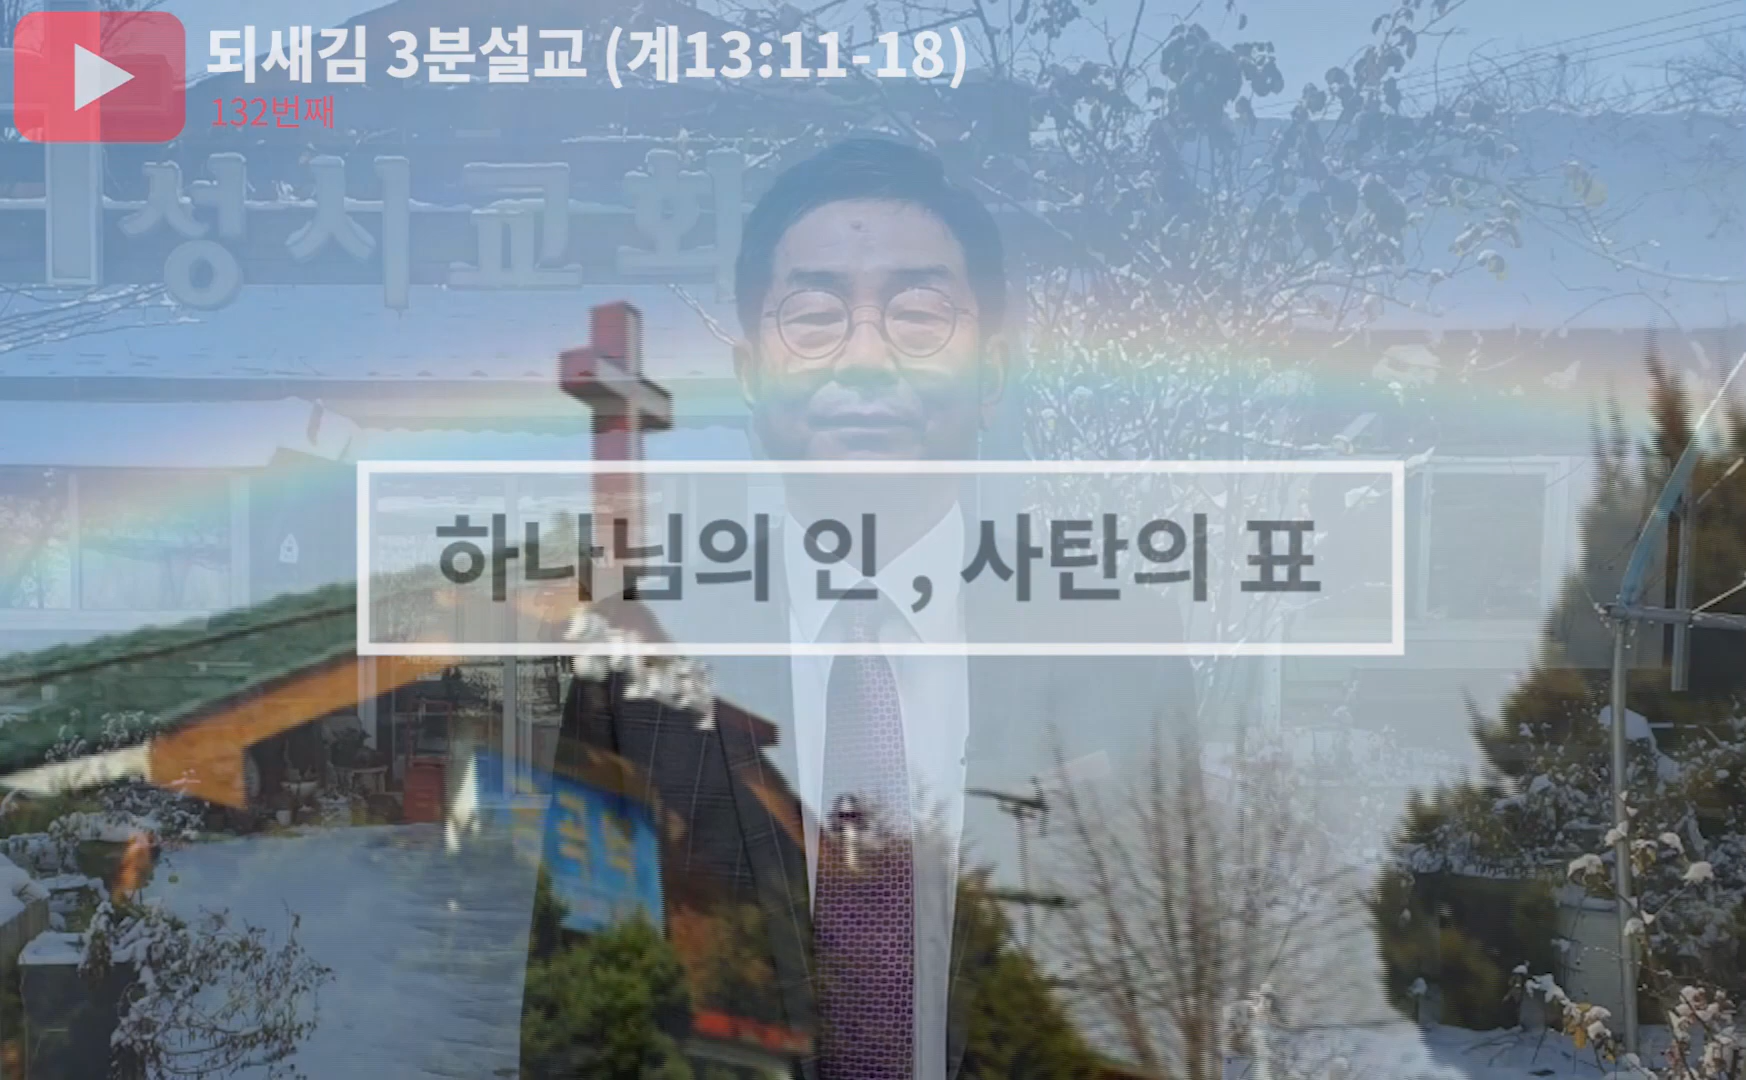 되새김 3분설교 (계13:11-18)
132번째
성시교회
하나님의 인 , 사탄의 표